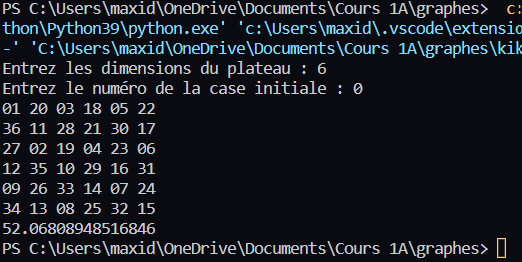 PS C:\Users\maxid\OneDrive\Documents\Cours 1A\graphes>  c:
thon\Python39\python.exe' 'c:\Users\maxid\.vscode\extensio
-' 'C:\Users\maxid\OneDrive\Documents\Cours 1A\graphes\kik
Entrez les dimensions du plateau : 6
Entrez le numéro de la case initiale : 0
01 20 03 18 05 22
36 11 28 21 30 17
27 02 19 04 23 06
12 35 10 29 16 31
09 26 33 14 07 24
34 13 08 25 32 15
52.06808948516846
PS C:\Users\maxid\OneDrive\Documents\Cours 1A\graphes>